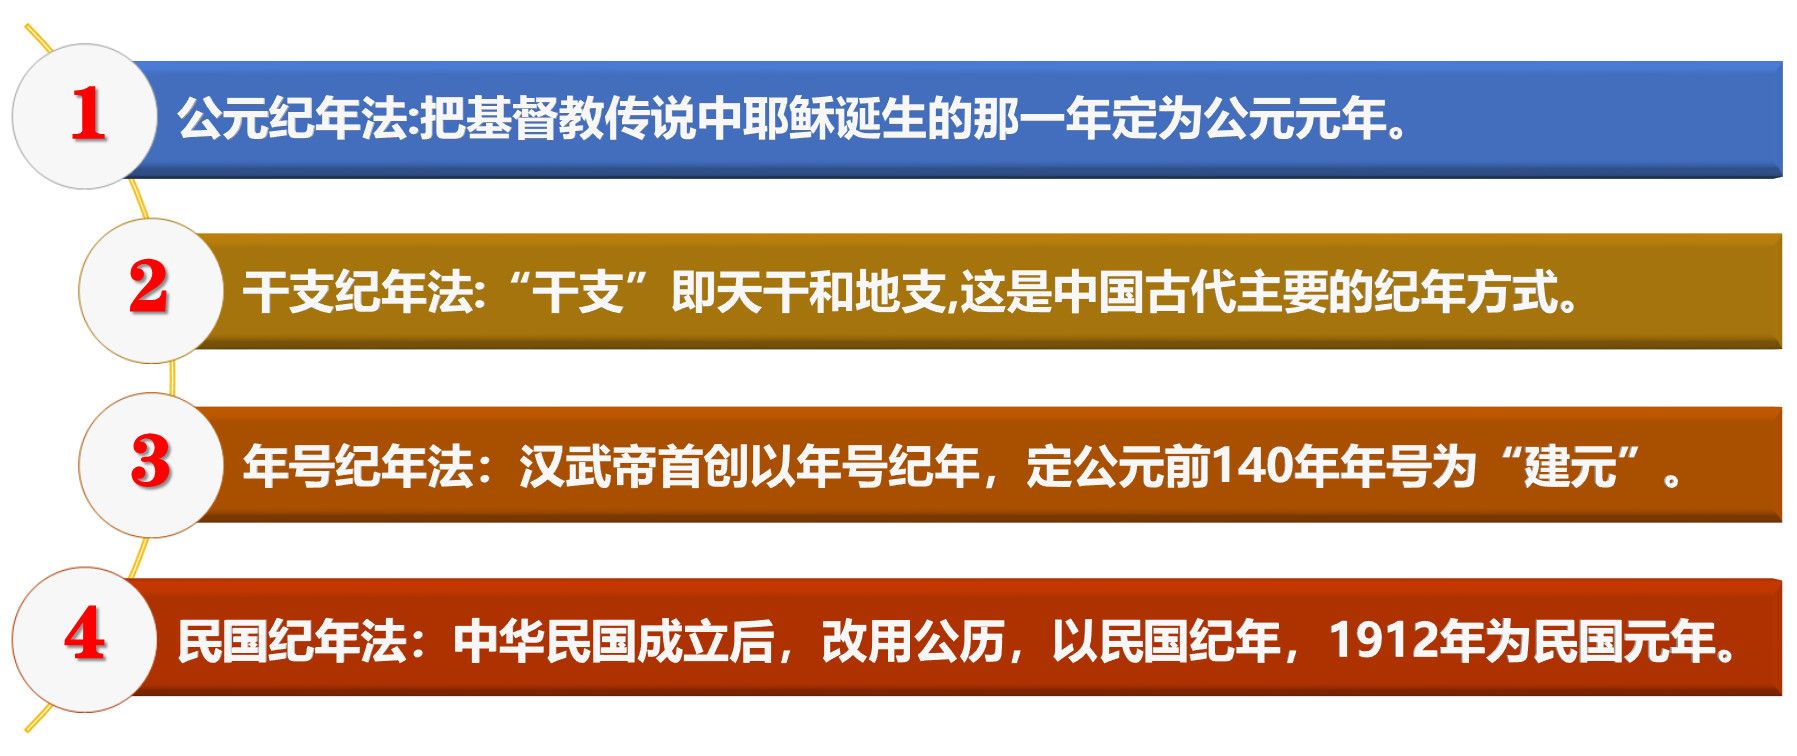 1
公元纪年法:把基督教传说中耶稣诞生的那一年定为公元元年。
2
干支纪年法:“干支”即天干和地支,这是中国古代主要的纪年方式。
3
年号纪年法：汉武帝首创以年号纪年，定公元前140年年号为“建元”。
4
民国纪年法：中华民国成立后，改用公历，以民国纪年，1912年为民国元年。